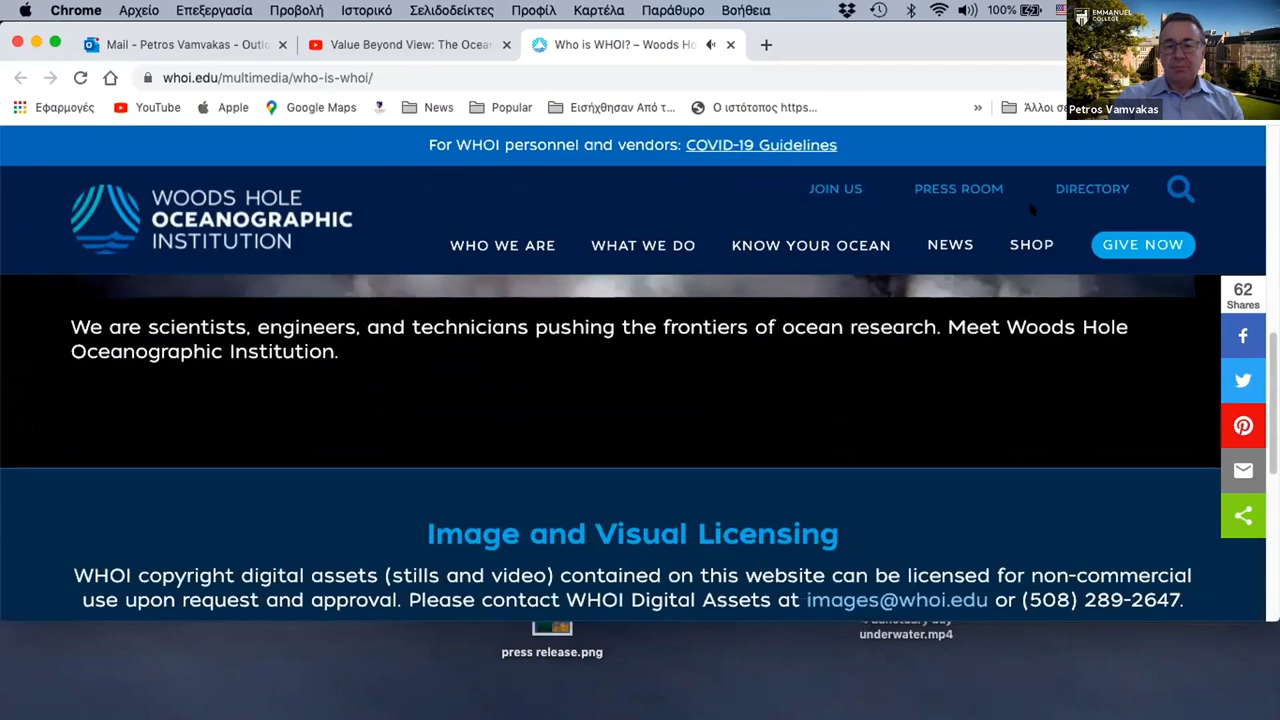 Chrome Αρχείο Επεξεργασία Προβολή Ιστορικό Σελιδοδείκτες Προφίλ Καρτέλα Παράθυρο Βοήθεια 100%
EMMANUEL
COLLEGE
Mail - Petros Vamvakas - Outlo
Value Beyond View: The Ocea
Who is WHOI? – Woods Ho
whoi.edu/multimedia/who-is-whoi/
Petros Vamvakas
Εφαρμογές YouTube Apple Google Maps News Popular Εισήχθησαν Από τ... Ο ιστότοπος https... » Άλλοι σε
For WHOI personnel and vendors: COVID-19 Guidelines
JOIN US PRESS ROOM DIRECTORY
WOODS HOLE
OCEANOGRAPHIC
INSTITUTION
WHO WE ARE WHAT WE DO KNOW YOUR OCEAN NEWS SHOP GIVE NOW
62
Shares
We are scientists, engineers, and technicians pushing the frontiers of ocean research. Meet Woods Hole
Oceanographic Institution.
Image and Visual Licensing
WHOI copyright digital assets (stills and video) contained on this website can be licensed for non-commercial
use upon request and approval. Please contact WHOI Digital Assets at images@whoi.edu or (508) 289-2647.
underwater.mp4
press release.png